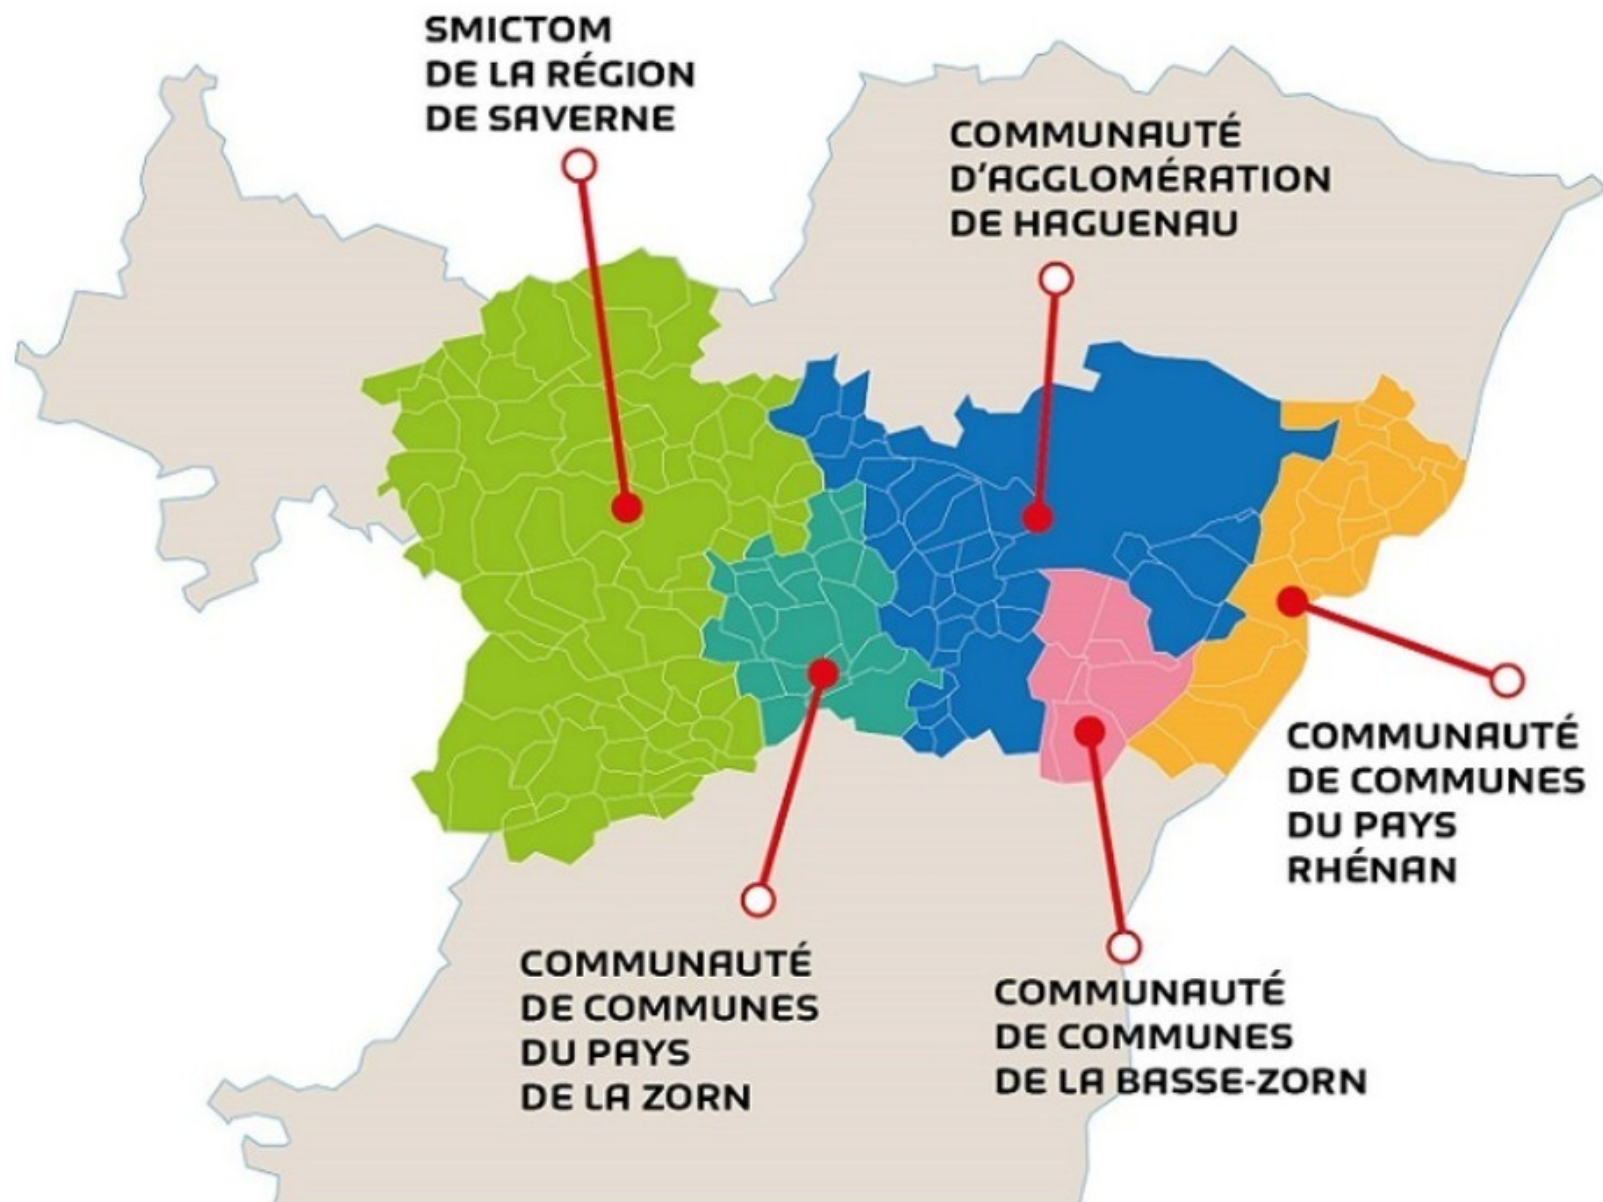 SMICTOM
DE LA RÉGION
DE SAVERNE
COMMUNAUTÉ
D'AGGLOMÉRATION
DE HAGUENAU
COMMUNAUTÉ
DE COMMUNES
DU PAYS
RHÉNAN
COMMUNAUTÉ
DE COMMUNES
DU PAYS
DE LA ZORN
COMMUNAUTÉ
DE COMMUNES
DE LA BASSE-ZORN